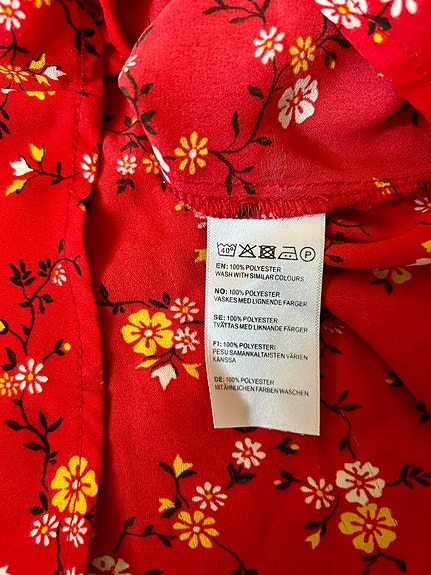 40° P
EN: 100% POLYESTER
WASH WITH SIMILAR COLOURS
NO: 100% POLYESTER
VASKES MED LIGNENDE FARGER
SE: 100% POLYESTER
TVÄTTAS MED LIKNANDE FÄRGER
FI: 100% POLYESTERI
PESU SAMANKALTAISTEN VÄRIEN
KANSSA
DE: 100% POLYESTER
MIT ÄHNLICHEN FARBEN WASCHEN